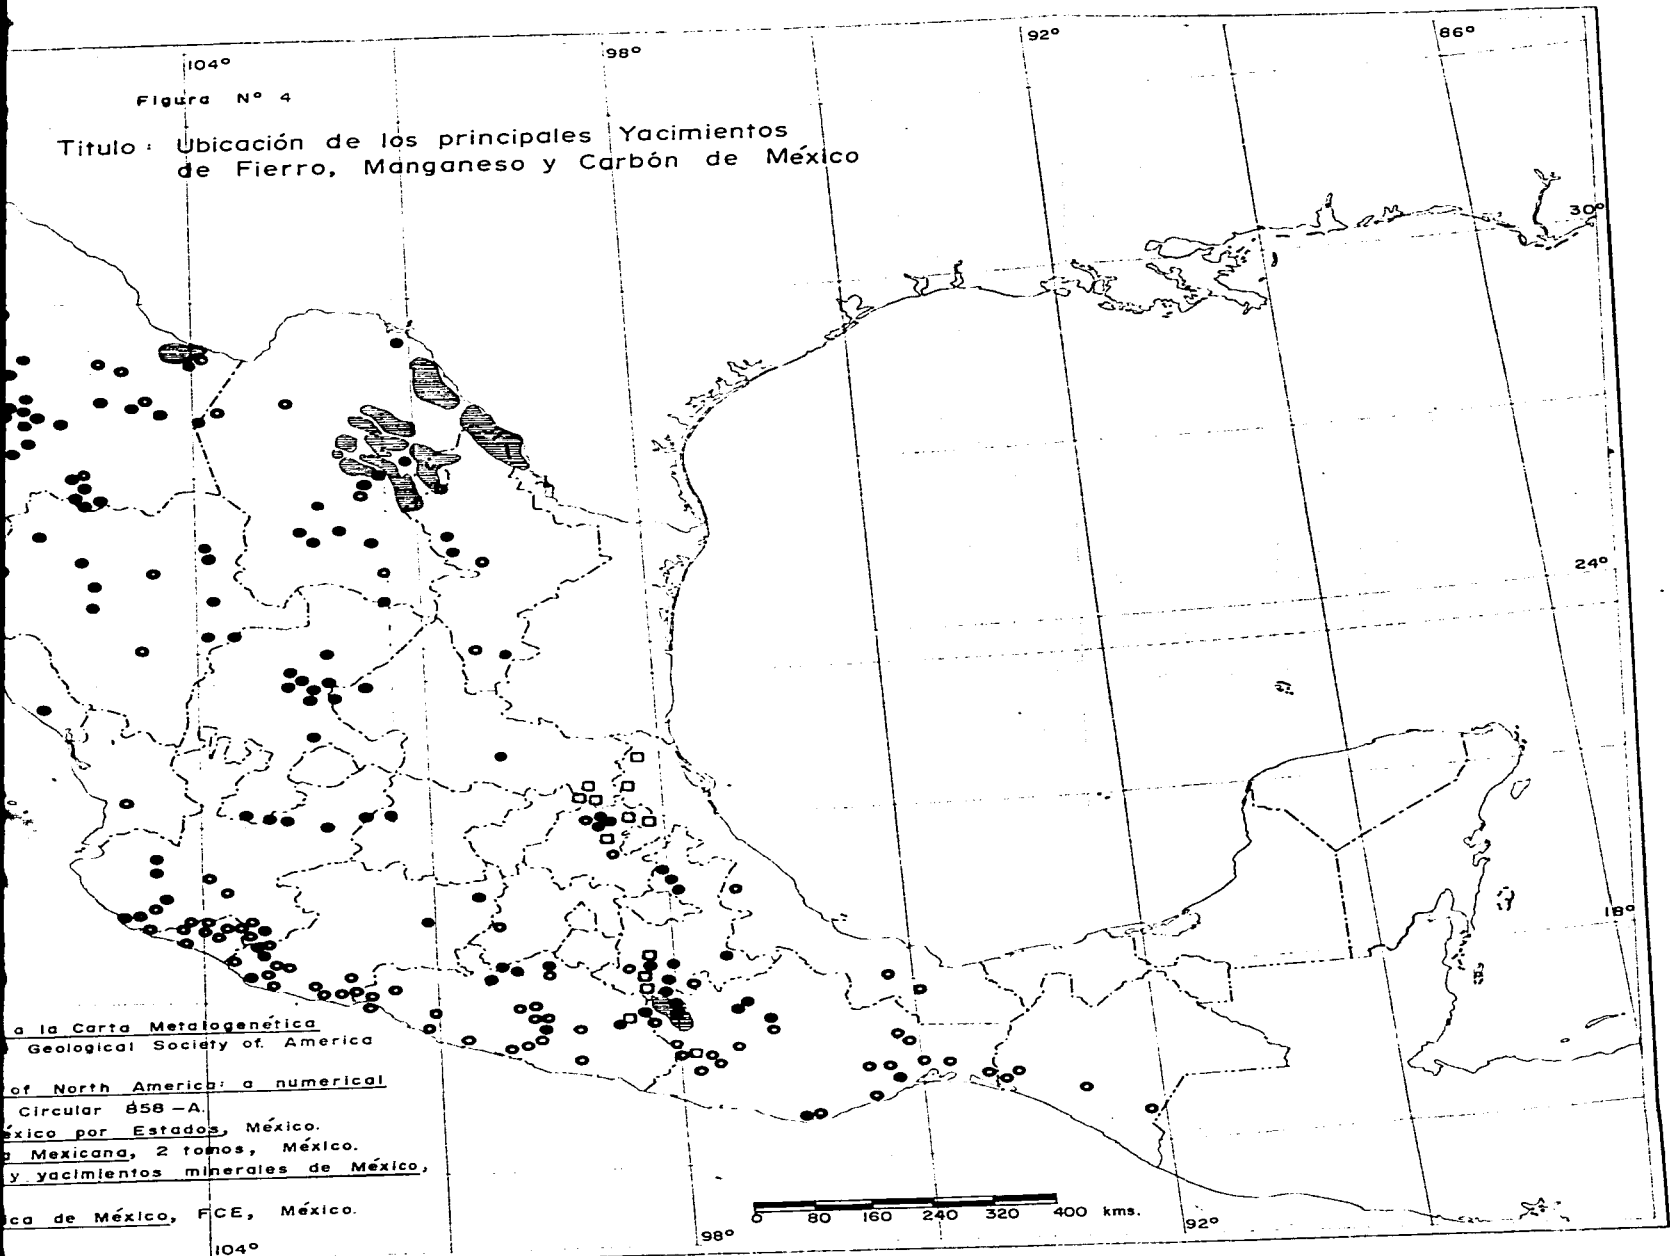 104°
98°
92°
86°
Figura N° 4
Titulo: Ubicación de los principales Yacimientos
de Fierro, Manganeso y Carbón de México
30°
24°
18°
a la Carta Metalogenética
Geological Society of. America
of North America: a numerical
Circular 858-A.
éxico por Estados, México.
Mexicana, 2 tomos, México.
y yacimientos minerales de México,
ica de México, FCE, México.
0 80 160 240 320 400 kms.
104°
98°
92°